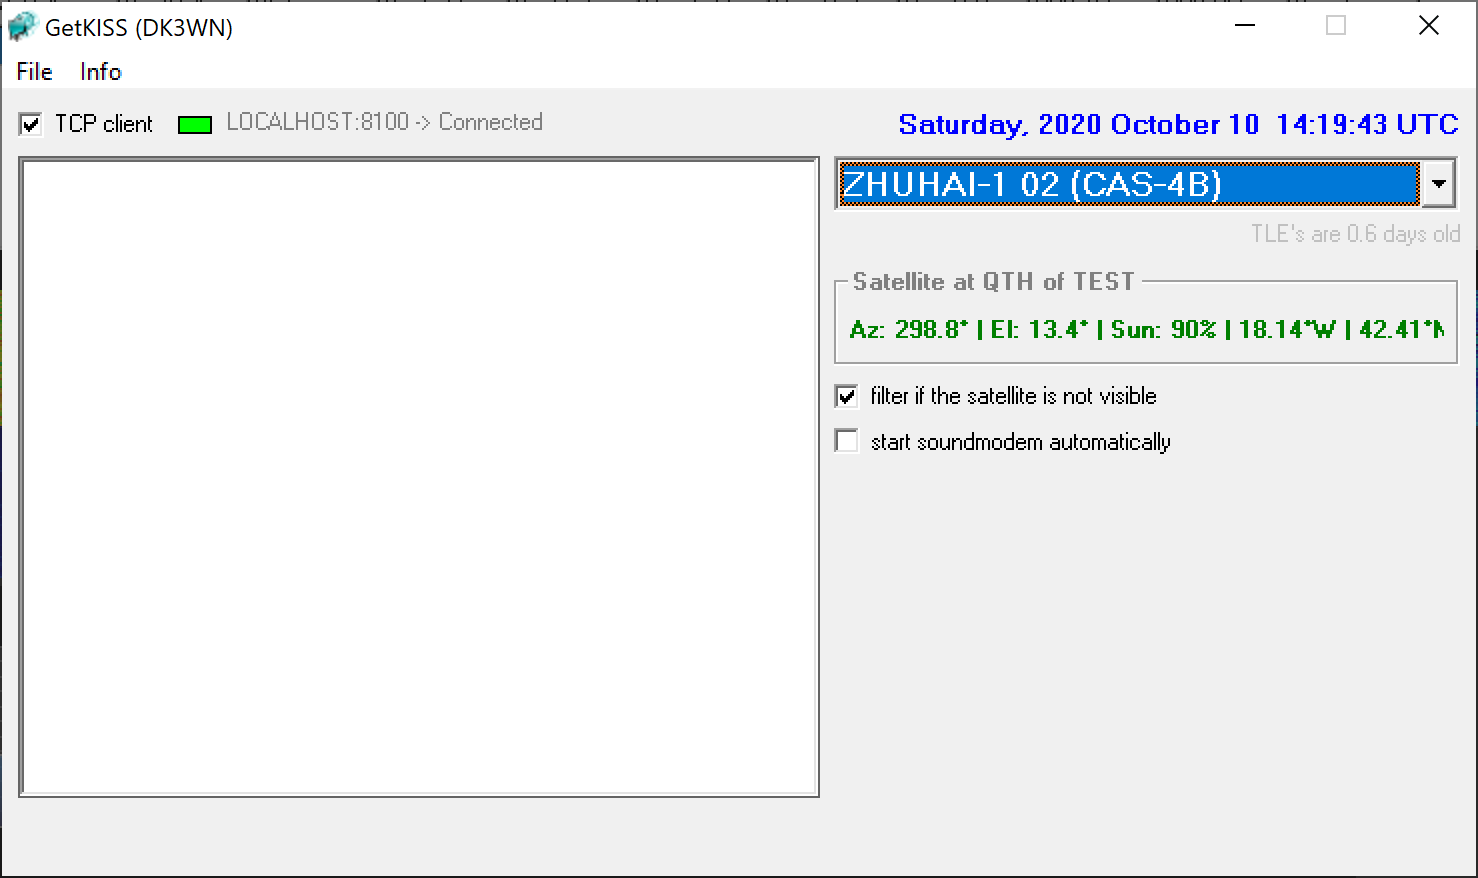 GetKISS (DK3WN)
File Info
TCP client LOCALHOST:8100 -> Connected
Saturday, 2020 October 10 14:19:43 UTC
ZHUHAI-1 02 (CAS-4B)
TLE's are 0.6 days old
Satellite at QTH of TEST
Az: 298.8° | El: 13.4° | Sun: 90% | 18.14°W | 42.41°N
filter if the satellite is not visible
start soundmodem automatically